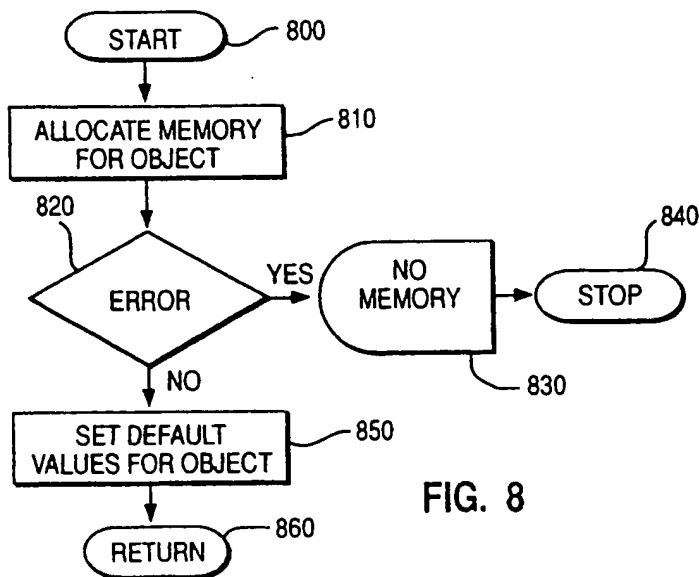 START
800
ALLOCATE MEMORY
FOR OBJECT
810
820
ERROR
YES
NO
MEMORY
830
840
STOP
NO
SET DEFAULT
VALUES FOR OBJECT
850
RETURN
860
FIG. 8